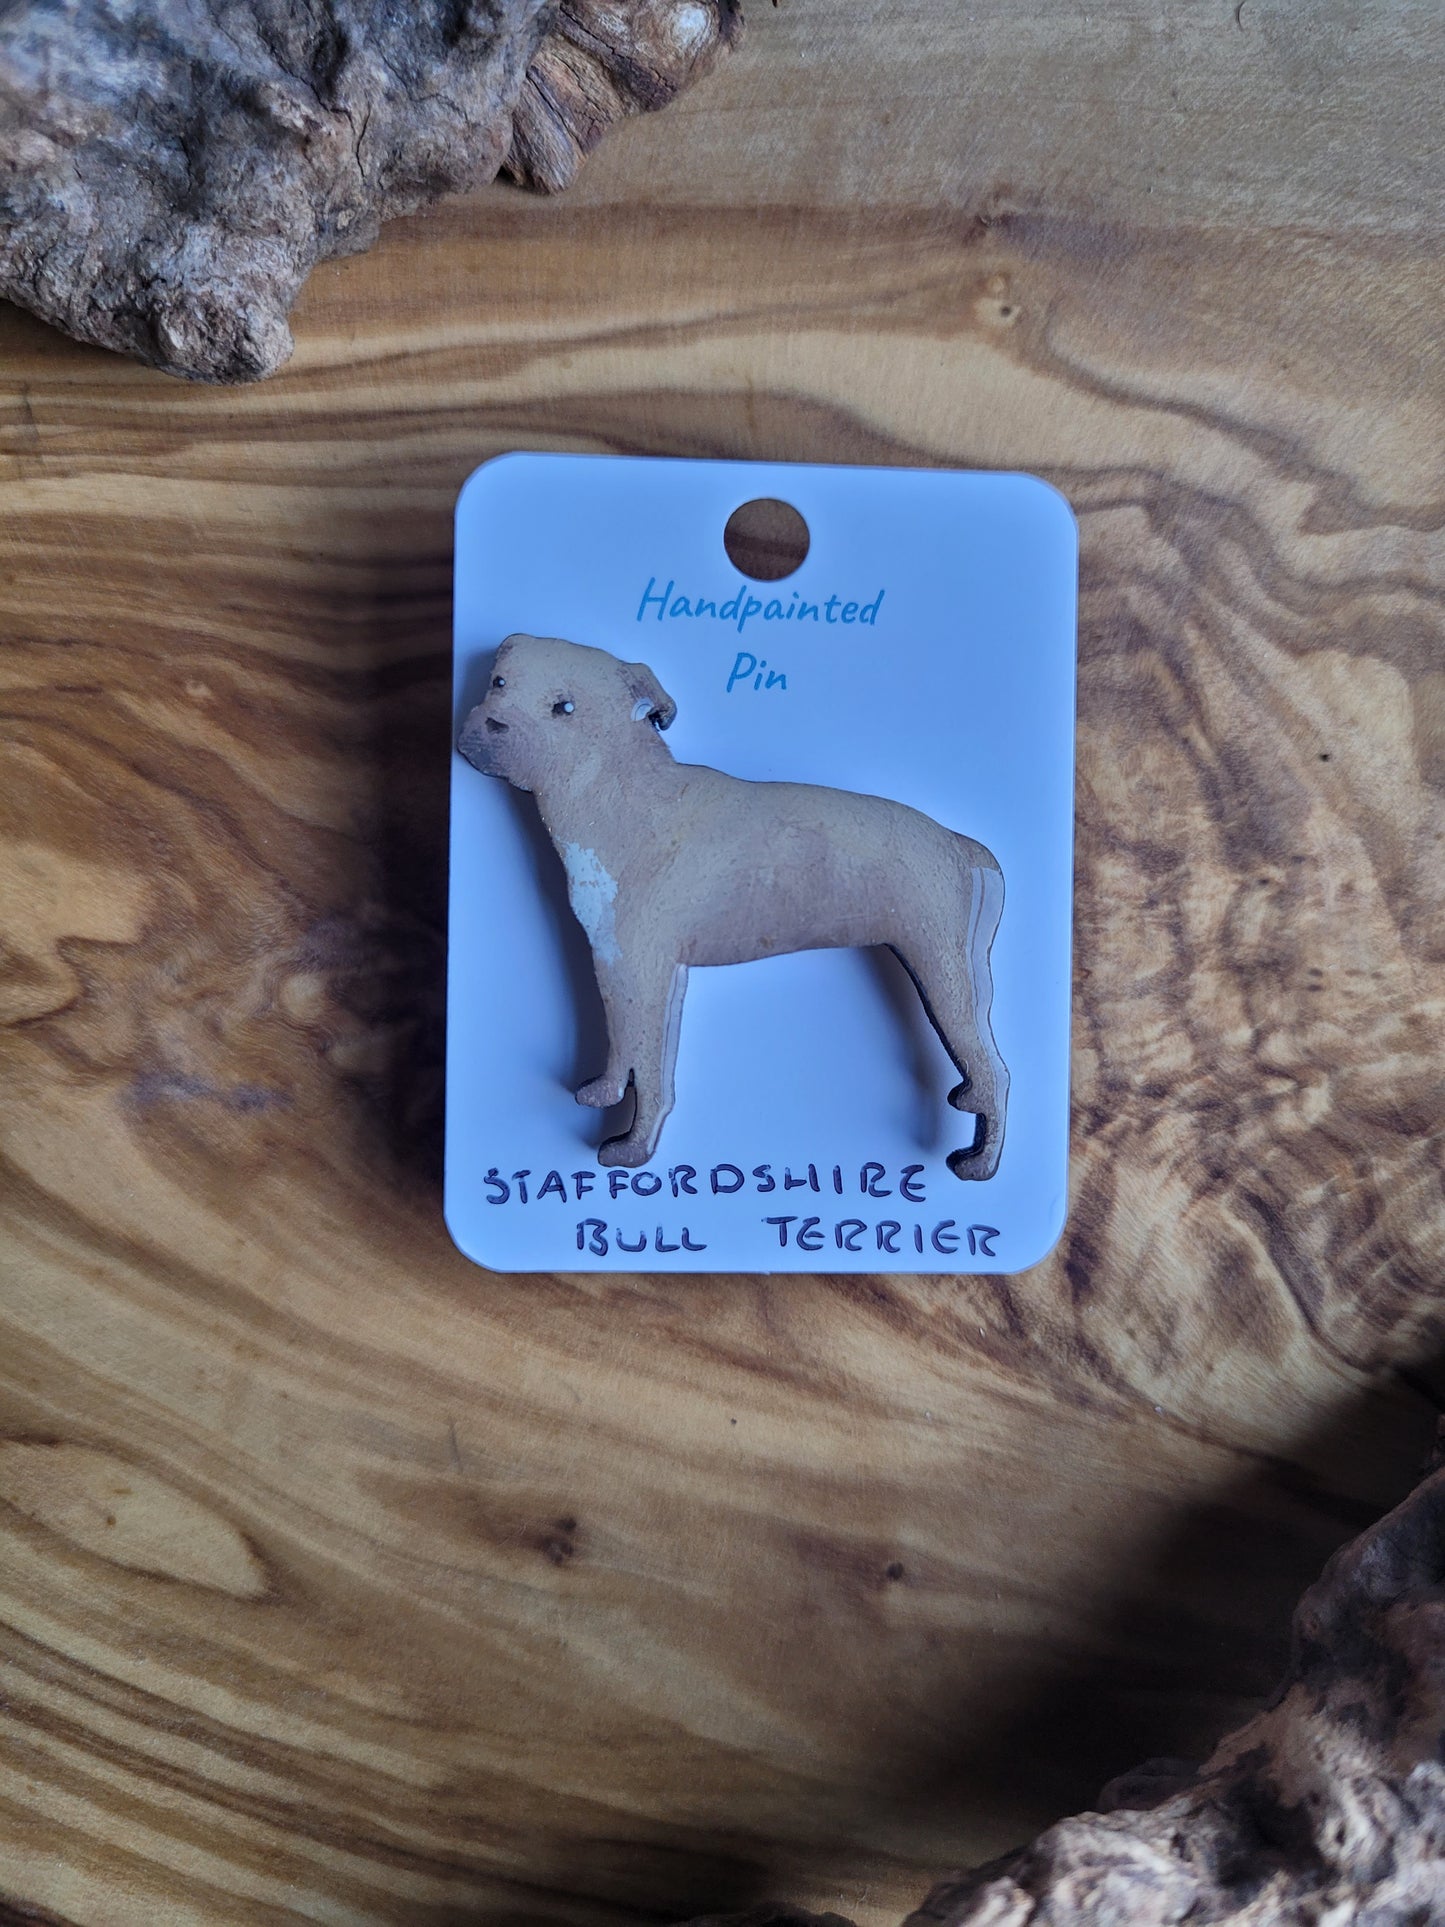 Handpainted
Pin
STAFFORDSHIRE
BULL TERRIER